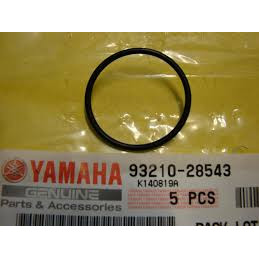 YAMAHA 93210-28543
GENUINE K140819A
Parts & Accessories 5 PCS